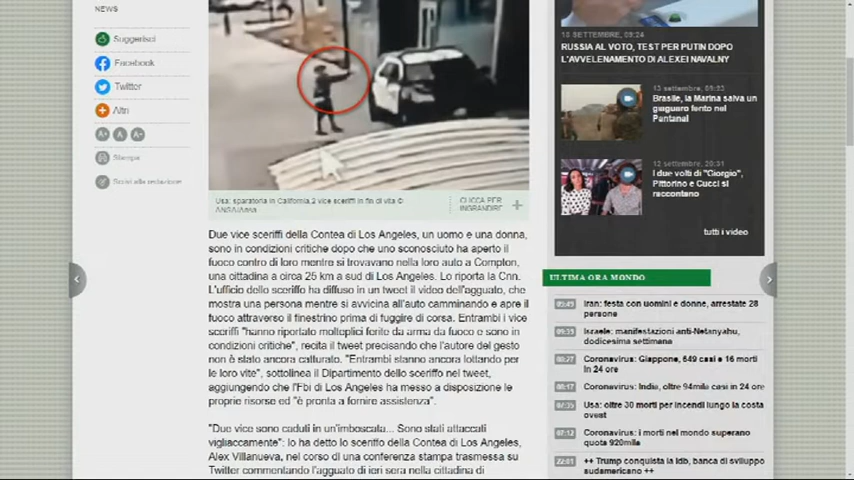 NEWS
Suggerisci
Facebook
Twitter
Altri
A- A A+
Stampa
Scrivi alla redazione
Usa: sparatoria in California,2 vice sceriffi in fin di vita ©
ANSA/Ansa
CLICCA PER
INGRANDIRE
Due vice sceriffi della Contea di Los Angeles, un uomo e una donna,
sono in condizioni critiche dopo che uno sconosciuto ha aperto il
fuoco contro di loro mentre si trovavano nella loro auto a Compton,
una cittadina a circa 25 km a sud di Los Angeles. Lo riporta la Cnn.
L'ufficio dello sceriffo ha diffuso in un tweet il video dell'agguato, che
mostra una persona mentre si avvicina all'auto camminando e apre il
fuoco attraverso il finestrino prima di fuggire di corsa. Entrambi i vice
sceriffi "hanno riportato molteplici ferite da arma da fuoco e sono in
condizioni critiche", recita il tweet precisando che l'autore del gesto
non è stato ancora catturato. "Entrambi stanno ancora lottando per
le loro vite", sottolinea il Dipartimento dello sceriffo nel tweet,
aggiungendo che l'Fbi di Los Angeles ha messo a disposizione le
proprie risorse ed "è pronta a fornire assistenza".
"Due vice sono caduti in un'imboscata... Sono stati attaccati
vigliaccamente": lo ha detto lo sceriffo della Contea di Los Angeles,
Alex Villanueva, nel corso di una conferenza stampa trasmessa su
Twitter commentando l'agguato di ieri sera nella cittadina di
13 SETTEMBRE, 09:24
RUSSIA AL VOTO, TEST PER PUTIN DOPO
L'AVVELENAMENTO DI ALEXEI NAVALNY
13 settembre, 09:23
Brasile, la Marina salva un
giaguaro ferito nel
Pantanal
12 settembre, 20:31
I due volti di "Giorgio",
Pittorino e Cucci si
raccontano
tutti i video
ULTIMA ORA MONDO
Iran: festa con uomini e donne, arrestate 28
persone
Israele: manifestazioni anti-Netanyahu,
dodicesima settimana
08:27 Coronavirus: Giappone, 649 casi e 16 morti
in 24 ore
08:17 Coronavirus: India, oltre 94mila casi in 24 ore
Usa: oltre 30 morti per incendi lungo la costa
ovest
07:12 Coronavirus: i morti nel mondo superano
quota 920mila
22:01 ++ Trump conquista la Idb, banca di sviluppo
sudamericano ++